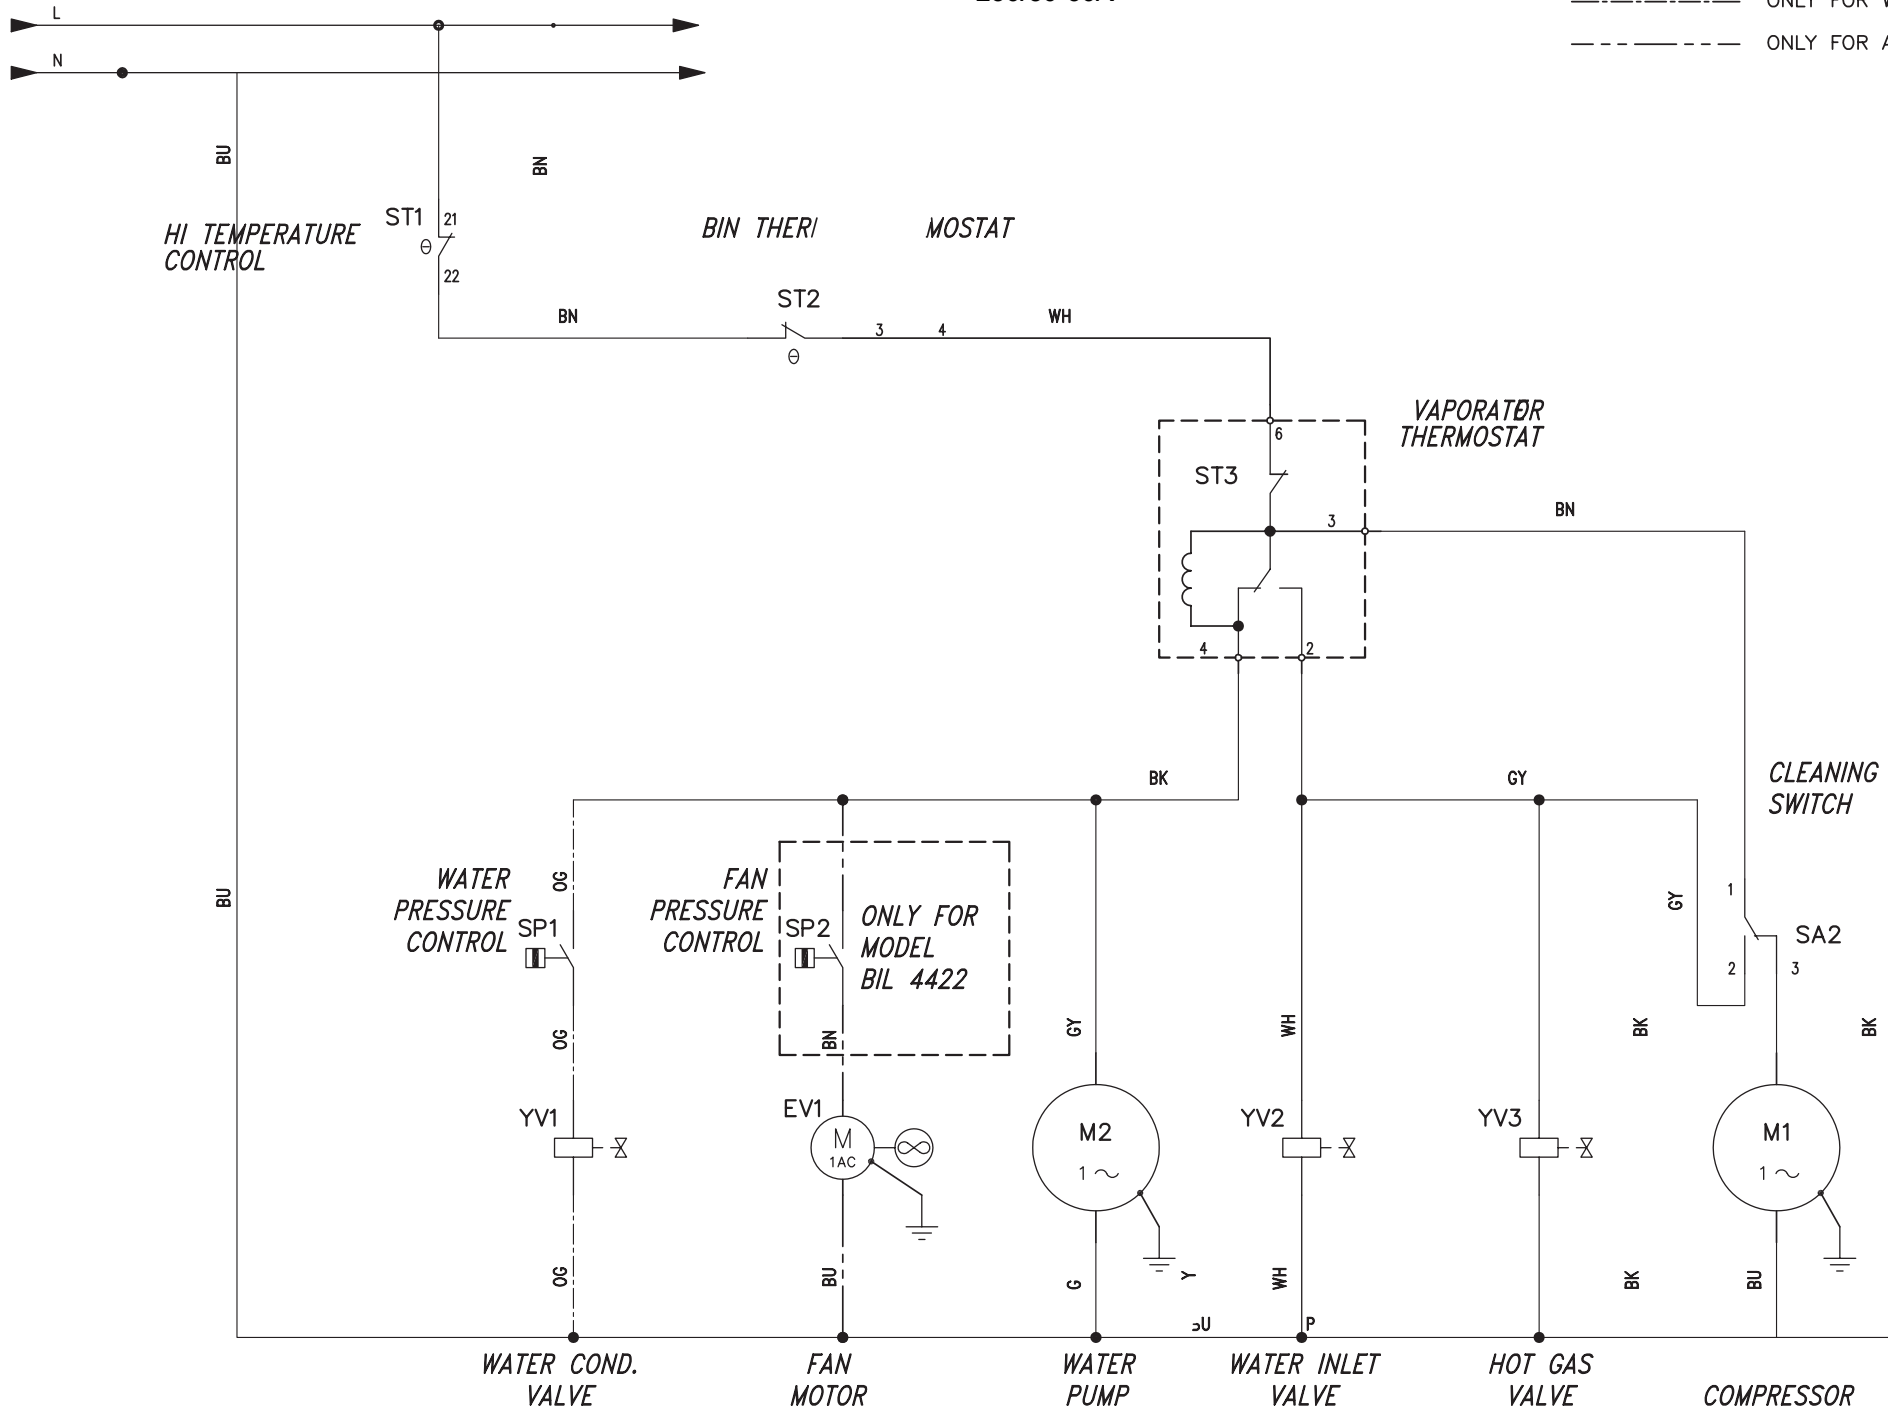 L
ONLY FOR
N
ONLY FOR
BU
BN
ST1
21
HI TEMPERATURE
CONTROL
22
BIN THER
MOSTAT
ST2
BN
3
4
WH
VAPORATOR
THERMOSTAT
6
ST3
3
BN
4
2
BK
GY
CLEANING
SWITCH
BU
WATER
PRESSURE
CONTROL
OG
SP1
FAN
PRESSURE
CONTROL
SP2
ONLY FOR
MODEL
BIL 4422
GY
1
SA2
2
3
OG
BN
GY
WH
BK
BK
YV1
EV1
M
1AC
M2
1
YV2
YV3
M1
1
OG
BU
G
Y
WH
BK
BU
P
WATER COND.
VALVE
FAN
MOTOR
WATER
PUMP
WATER INLET
VALVE
HOT GAS
VALVE
COMPRESSOR